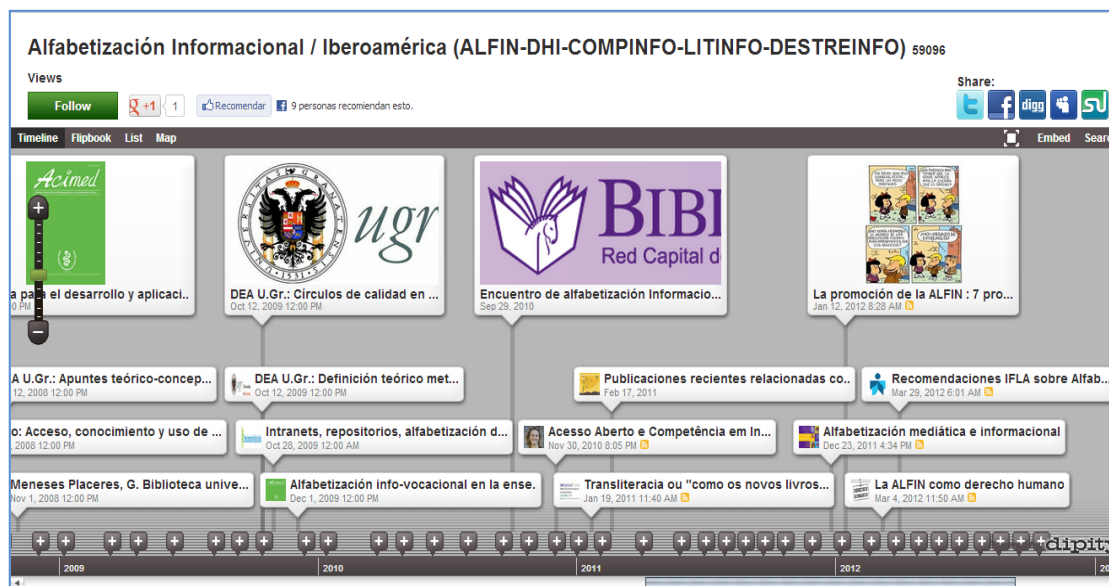 Alfabetización Informacional / Iberoamérica (ALFIN-DHI-COMPINFO-LITINFO-DESTREINFO) 59096
Views
Share:
Follow
+1 1
Recomendar
9 personas recomiendan esto.
digg
Timeline Flipbook List Map
Embed Sear
Acimed
a para el desarrollo y aplicaci..
0 PM
ugr
DEA U.Gr.: Círculos de calidad en ...
Oct 12, 2009 12:00 PM
BIBL
Red Capital d
Encuentro de alfabetización Informacio...
Sep 29, 2010
La promoción de la ALFIN : 7 pro...
Jan 12, 2012 8:28 AM
A U.Gr.: Apuntes teórico-concep...
12, 2008 12:00 PM
DEA U.Gr.: Definición teórico met...
Oct 12, 2009 12:00 PM
Publicaciones recientes relacionadas co..
Feb 17, 2011
Recomendaciones IFLA sobre Alfab...
Mar 29, 2012 6:01 AM
o: Acceso, conocimiento y uso de ...
2008 12:00 PM
Intranets, repositorios, alfabetización d...
Oct 28, 2009 12:00 AM
Acesso Aberto e Competência em In...
Nov 30, 2010 8:05 PM
Alfabetización mediática e informacional
Dec 23, 2011 4:34 PM
Meneses Placeres, G. Biblioteca unive...
Nov 1, 2008 12:00 PM
Alfabetización info-vocacional en la ense.
Dec 1, 2009 12:00 PM
Transliteracia ou "como os novos livros...
Jan 19, 2011 11:40 AM
La ALFIN como derecho humano
Mar 4, 2012 11:50 AM
dipity
2009 2010 2011 2012 20